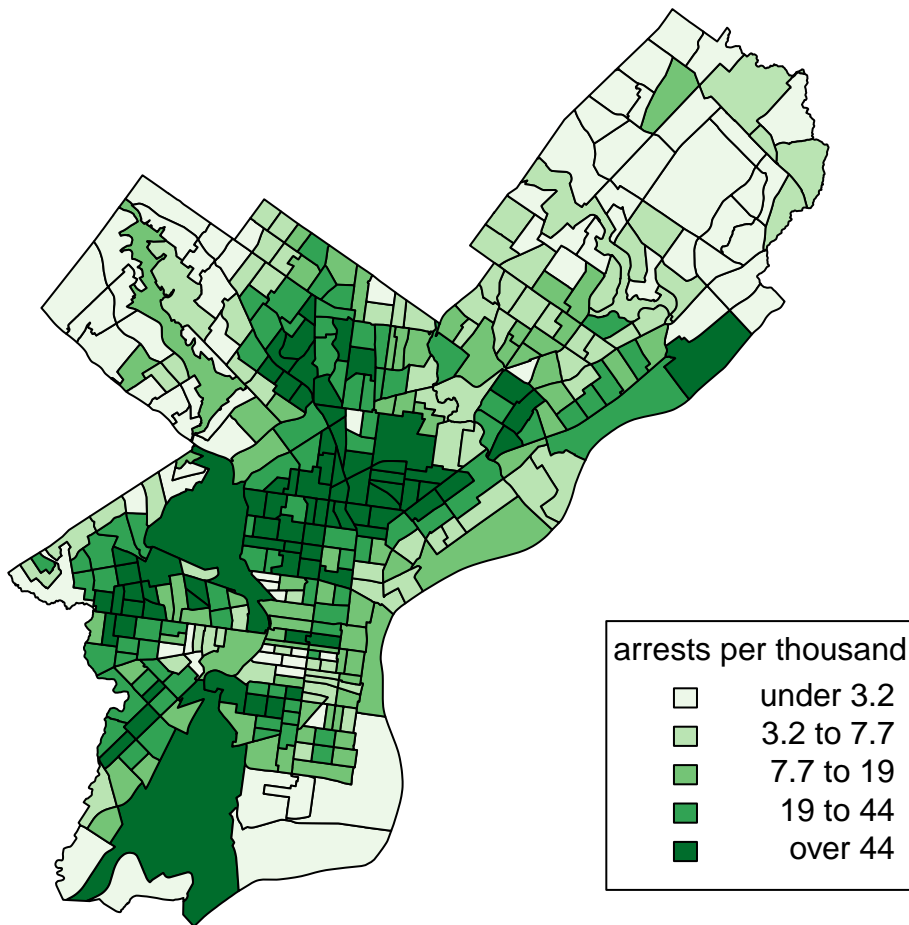 arrests per thousand
under 3.2
3.2 to 7.7
7.7 to 19
19 to 44
over 44